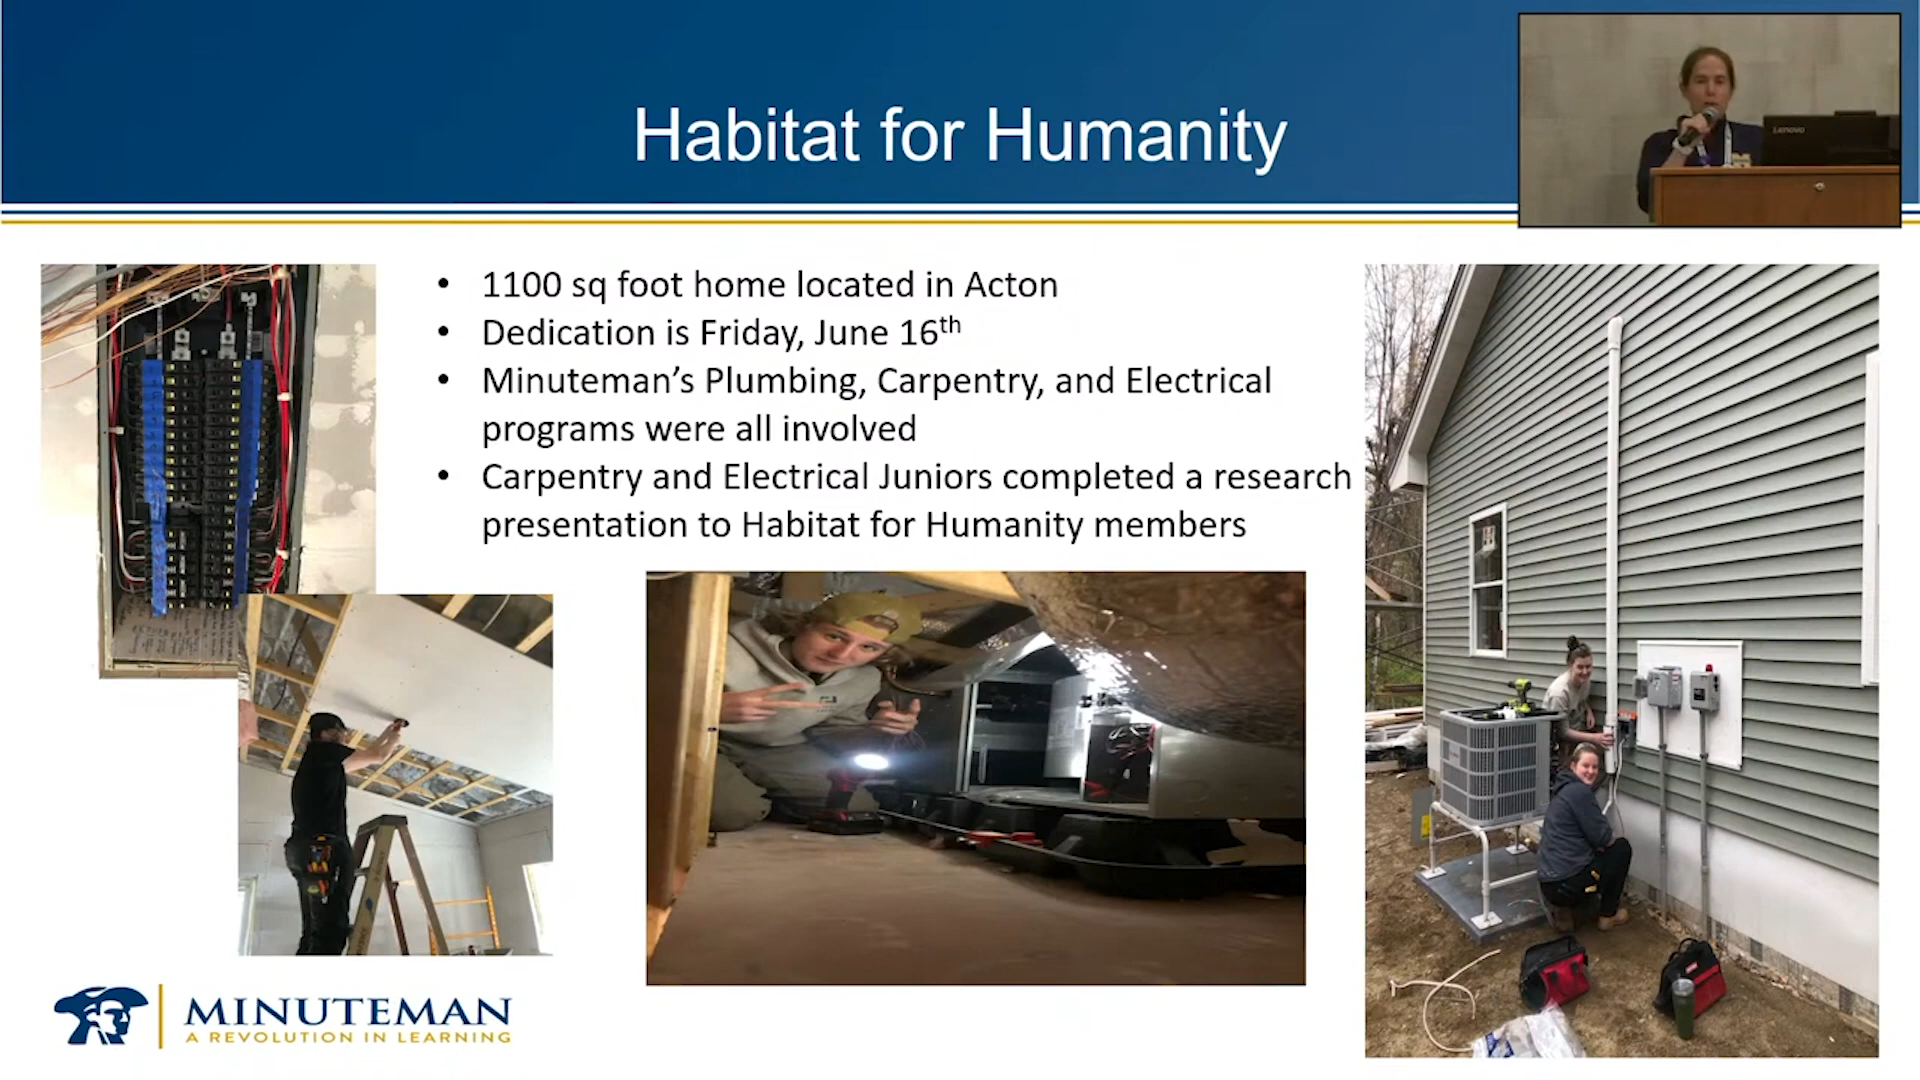 Habitat for Humanity
Lenovo
• 1100 sq foot home located in Acton
• Dedication is Friday, June 16th
• Minuteman’s Plumbing, Carpentry, and Electrical
programs were all involved
• Carpentry and Electrical Juniors completed a research
presentation to Habitat for Humanity members
MINUTEMAN
A REVOLUTION IN LEARNING